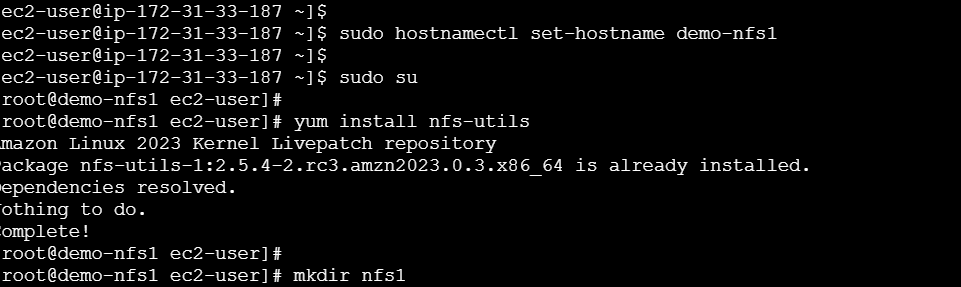 ec2-user@ip-172-31-33-187 ~]$
ec2-user@ip-172-31-33-187 ~]$ sudo hostnamectl set-hostname demo-nfs1
ec2-user@ip-172-31-33-187 ~]$
ec2-user@ip-172-31-33-187 ~]$ sudo su
root@demo-nfs1 ec2-user]#
root@demo-nfs1 ec2-user]# yum install nfs-utils
mazon Linux 2023 Kernel Livepatch repository
ackage nfs-utils-1:2.5.4-2.rc3.amzn2023.0.3.x86_64 is already installed.
ependencies resolved.
othing to do.
omplete!
root@demo-nfs1 ec2-user]#
root@demo-nfs1 ec2-user]# mkdir nfs1